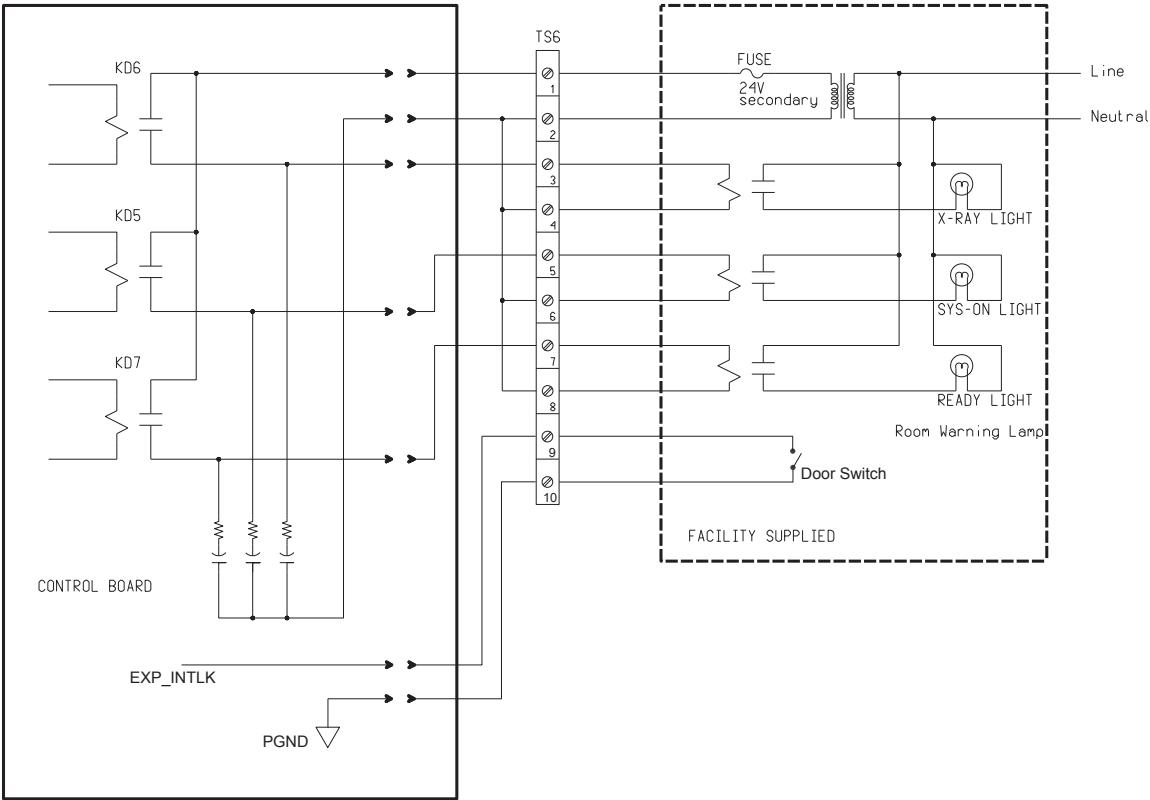 TS6
KD6
FUSE
24V
secondary
Line
Neutral
1
2
3
4
5
6
7
8
9
10
KD5
X-RAY LIGHT
SYS-ON LIGHT
KD7
READY LIGHT
Room Warning Lamp
Door Switch
FACILITY SUPPLIED
CONTROL BOARD
EXP_INTLK
PGND